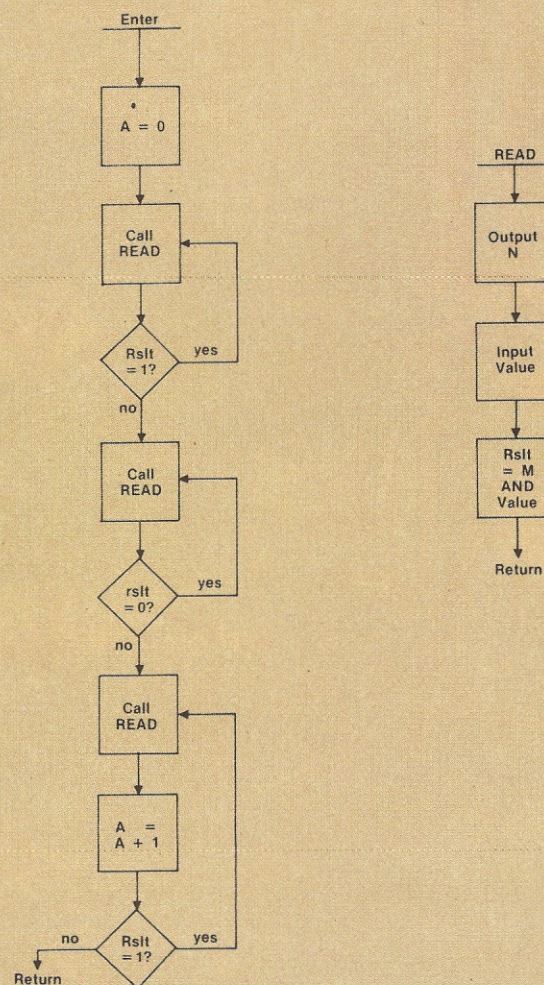 Enter
A = 0
Call
READ
Rslt
= 1?
yes
no
Call
READ
rslt
= 0?
yes
no
Call
READ
A =
A + 1
Rslt
= 1?
no
yes
Return
READ
Output
N
Input
Value
Rslt
= M
AND
Value
Return